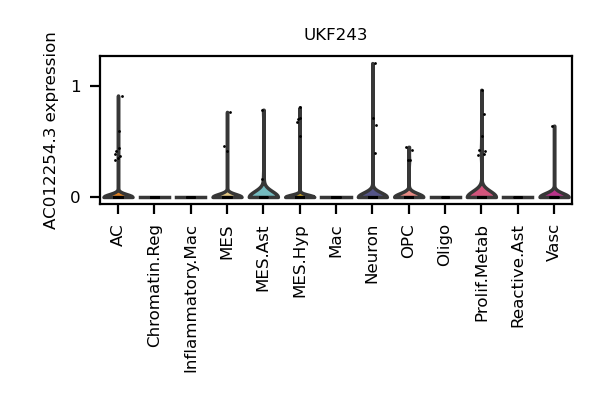 UKF243
AC012254.3 expression
1
0
AC
Chromatin.Reg
Inflammatory.Mac
MES
MES.Ast
MES.Hyp
Mac
Neuron
OPC
Oligo
Prolif.Metab
Reactive.Ast
Vasc